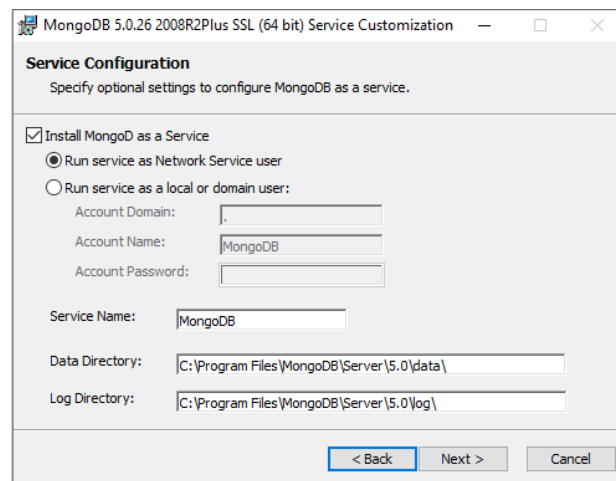 MongoDB 5.0.26 2008R2Plus SSL (64 bit) Service Customization
Service Configuration
Specify optional settings to configure MongoDB as a service.
Install MongoD as a Service
Run service as Network Service user
Run service as a local or domain user:
Account Domain: .
Account Name: MongoDB
Account Password:
Service Name: MongoDB
Data Directory: C:\Program Files\MongoDB\Server\5.0\data\
Log Directory: C:\Program Files\MongoDB\Server\5.0\log\
< Back Next > Cancel